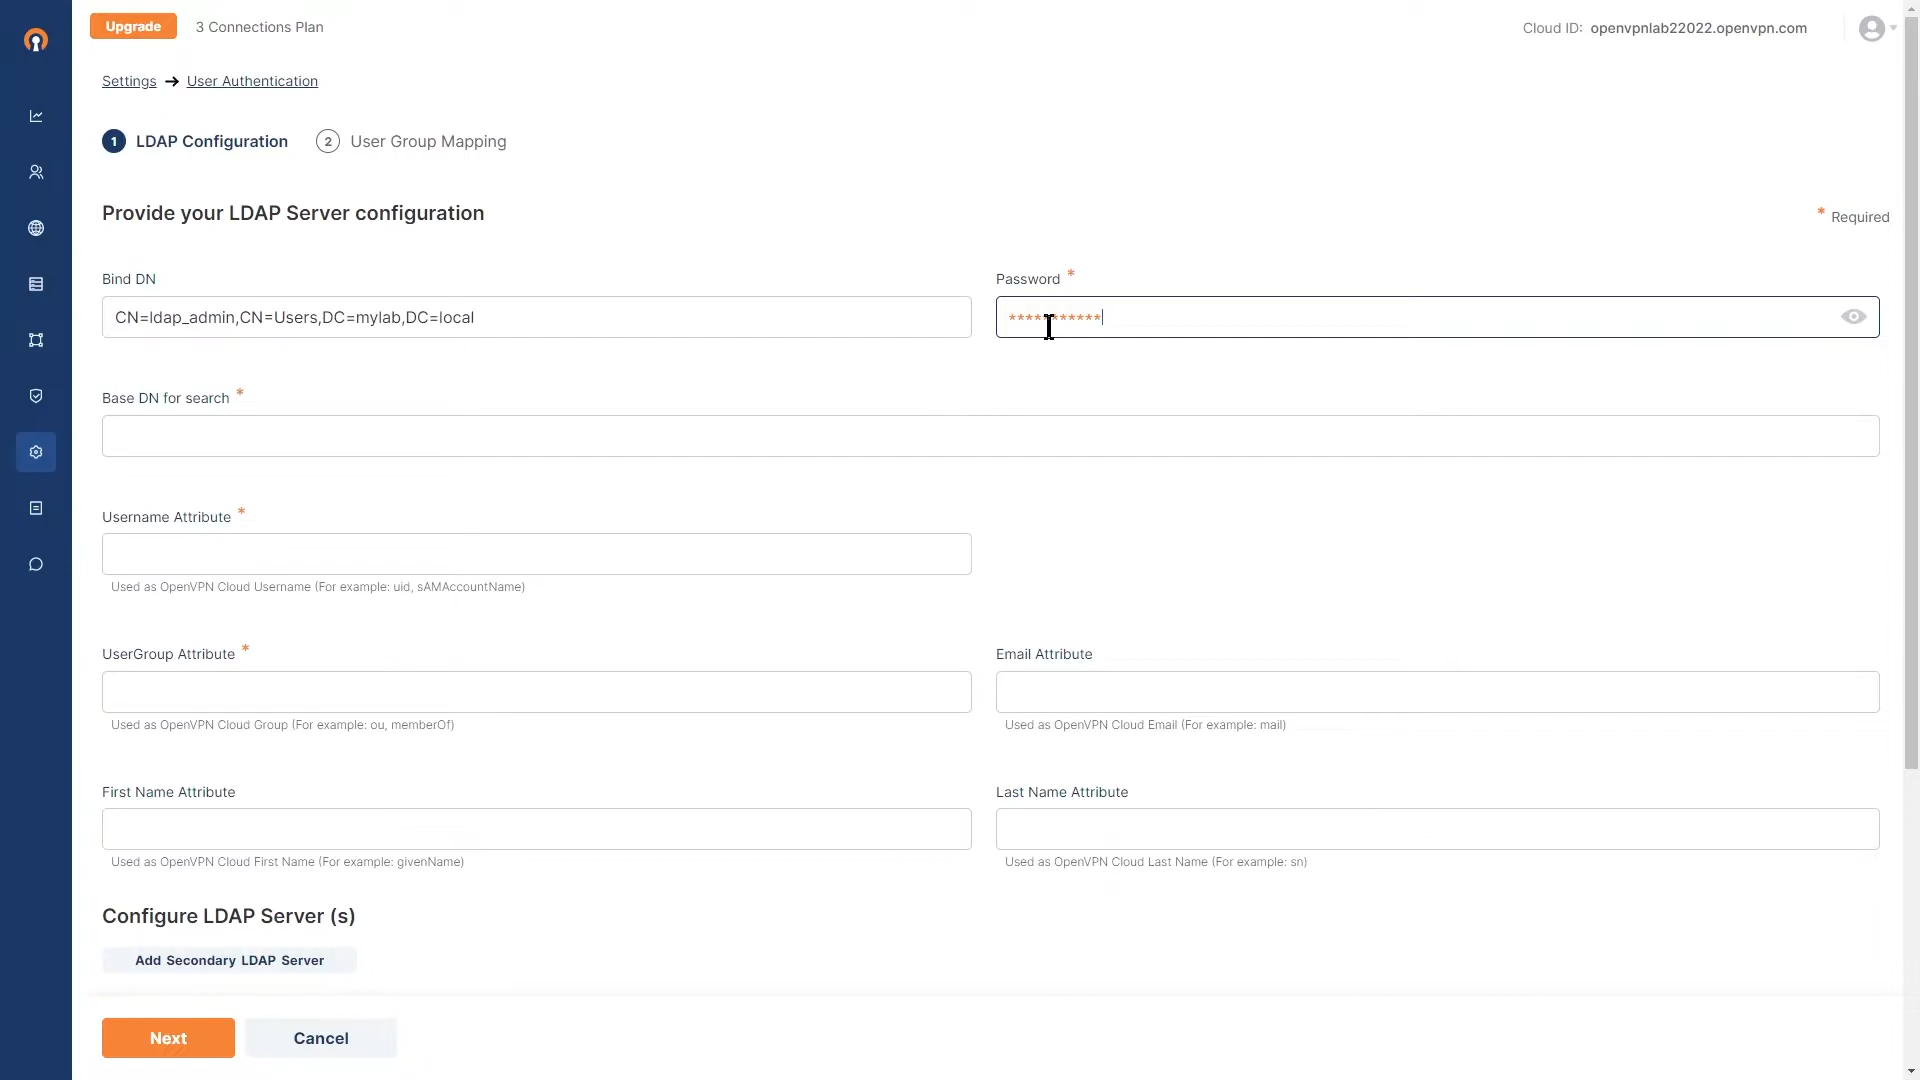 Upgrade 3 Connections Plan Cloud ID: openvpnlab22022.openvpn.com
Settings → User Authentication
1 LDAP Configuration 2 User Group Mapping
Provide your LDAP Server configuration
* Required
Bind DN Password *
CN=ldap_admin,CN=Users,DC=mylab,DC=local ***********
Base DN for search *
Username Attribute *
Used as OpenVPN Cloud Username (For example: uid, sAMAccountName)
UserGroup Attribute * Email Attribute
Used as OpenVPN Cloud Group (For example: ou, memberOf) Used as OpenVPN Cloud Email (For example: mail)
First Name Attribute Last Name Attribute
Used as OpenVPN Cloud First Name (For example: givenName) Used as OpenVPN Cloud Last Name (For example: sn)
Configure LDAP Server (s)
Add Secondary LDAP Server
Next Cancel